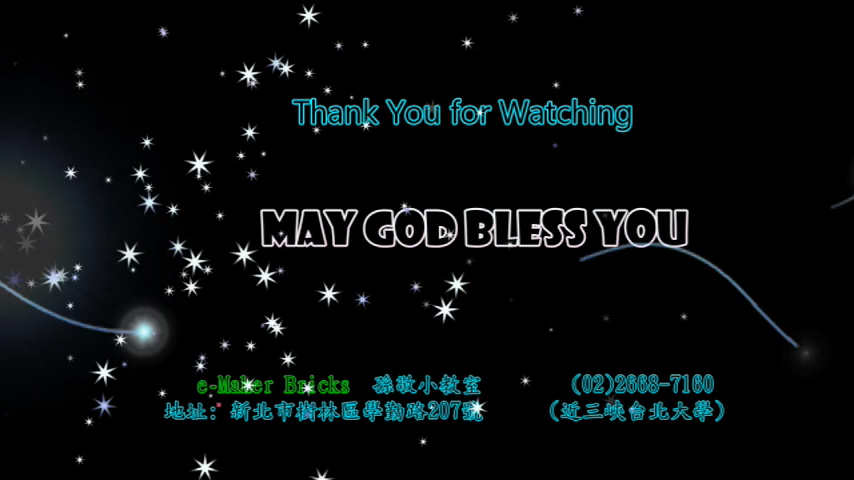 Thank You for Watching
MAY GOD BLESS YOU
e-Maker Bricks 孫敬小教室 (02)2668-7160
地址: 新北市樹林區學勤路207號 (近三峽台北大學)